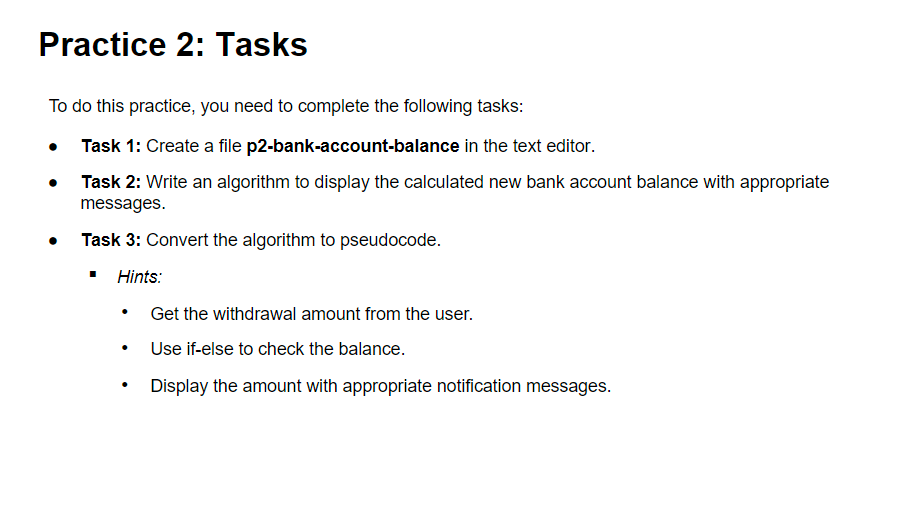 Practice 2: Tasks
To do this practice, you need to complete the following tasks:
● Task 1: Create a file p2-bank-account-balance in the text editor.
● Task 2: Write an algorithm to display the calculated new bank account balance with appropriate
messages.
● Task 3: Convert the algorithm to pseudocode.
▪ Hints:
• Get the withdrawal amount from the user.
• Use if-else to check the balance.
• Display the amount with appropriate notification messages.